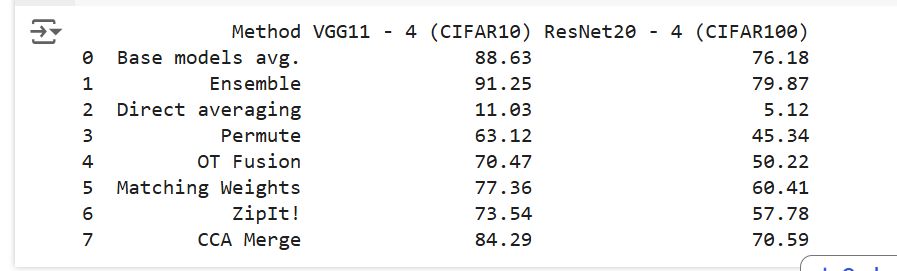 Method VGG11 - 4 (CIFAR10) ResNet20 - 4 (CIFAR100)
0 Base models avg. 88.63 76.18
1 Ensemble 91.25 79.87
2 Direct averaging 11.03 5.12
3 Permute 63.12 45.34
4 OT Fusion 70.47 50.22
5 Matching Weights 77.36 60.41
6 ZipIt! 73.54 57.78
7 CCA Merge 84.29 70.59